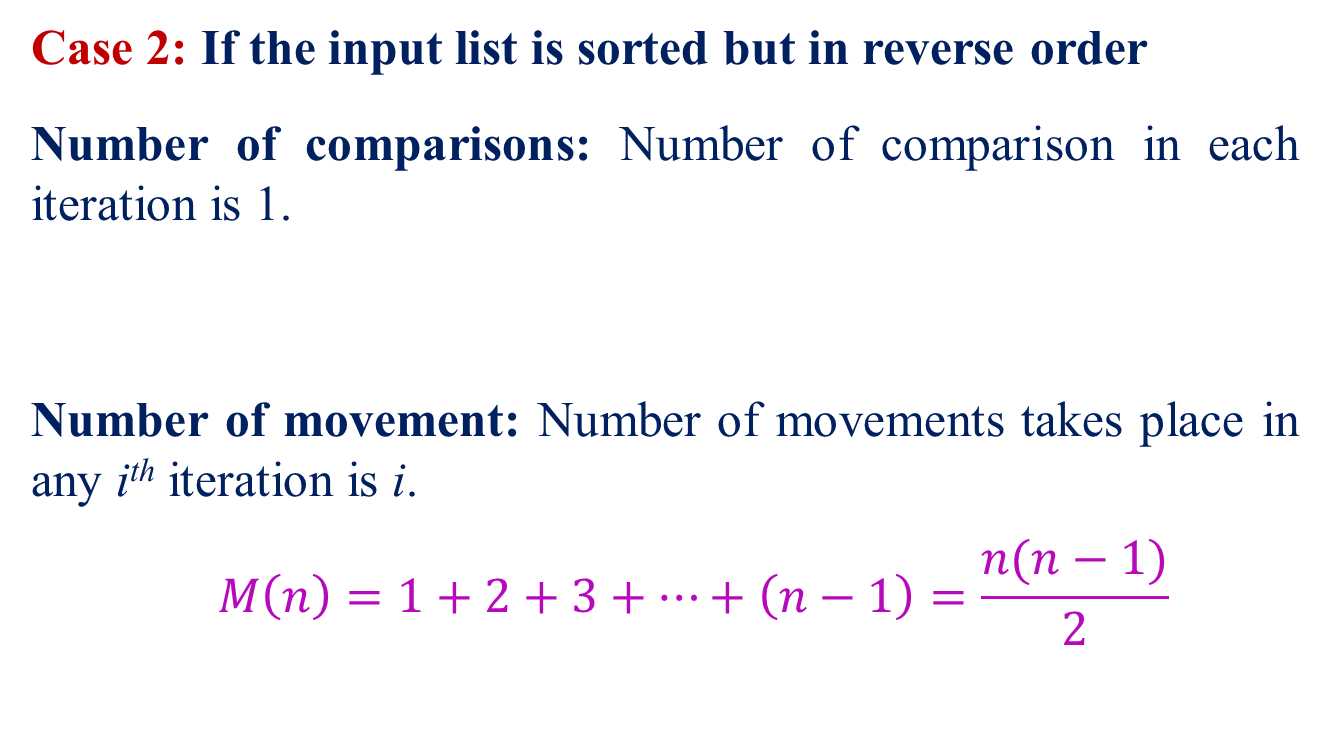 Case 2: If the input list is sorted but in reverse order
Number of comparisons: Number of comparison in each
iteration is 1.
Number of movement: Number of movements takes place in
any iᵗʰ iteration is i.
M(n) = 1 + 2 + 3 + ⋯ + (n − 1) = n(n − 1) / 2